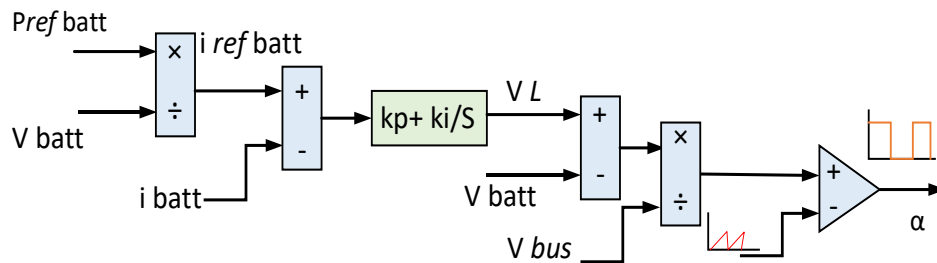 Pref batt
i ref batt
×
÷
V batt
+
-
i batt
kp+ ki/S
V L
+
-
V batt
×
÷
V bus
+
-
α